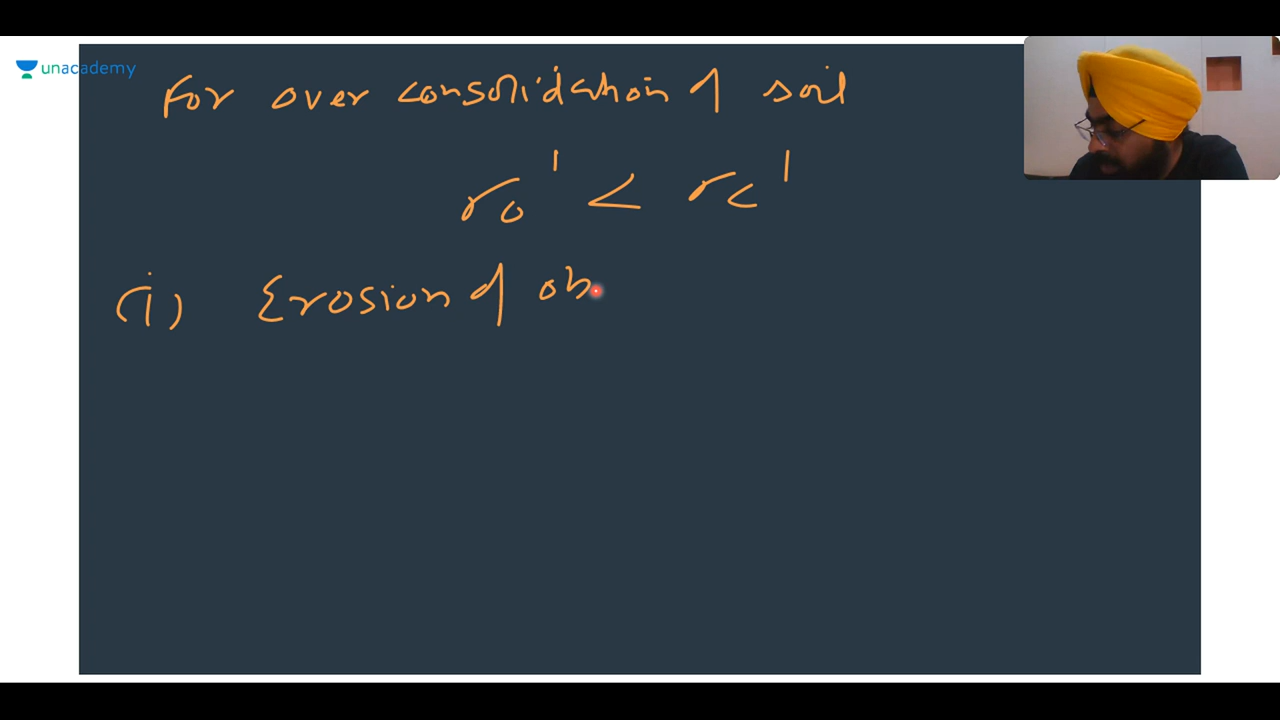 unacademy
For over consolidation of soil
σ0' < σc'
(i) Erosion of ob